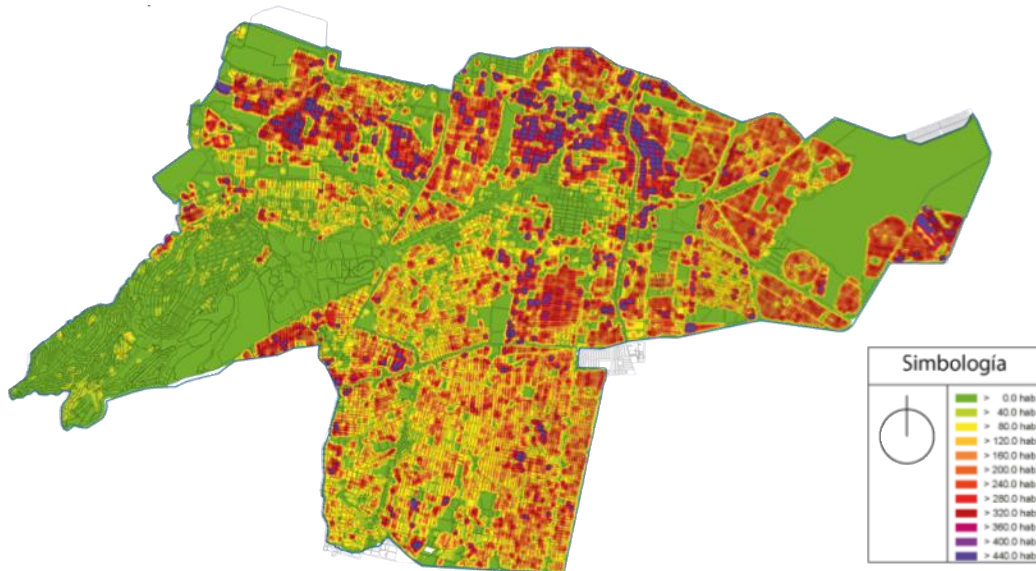 Simbología
> 0.0 hab
> 40.0 hab
> 80.0 hab
> 120.0 hab
> 160.0 hab
> 200.0 hab
> 240.0 hab
> 280.0 hab
> 320.0 hab
> 360.0 hab
> 400.0 hab
> 440.0 hab